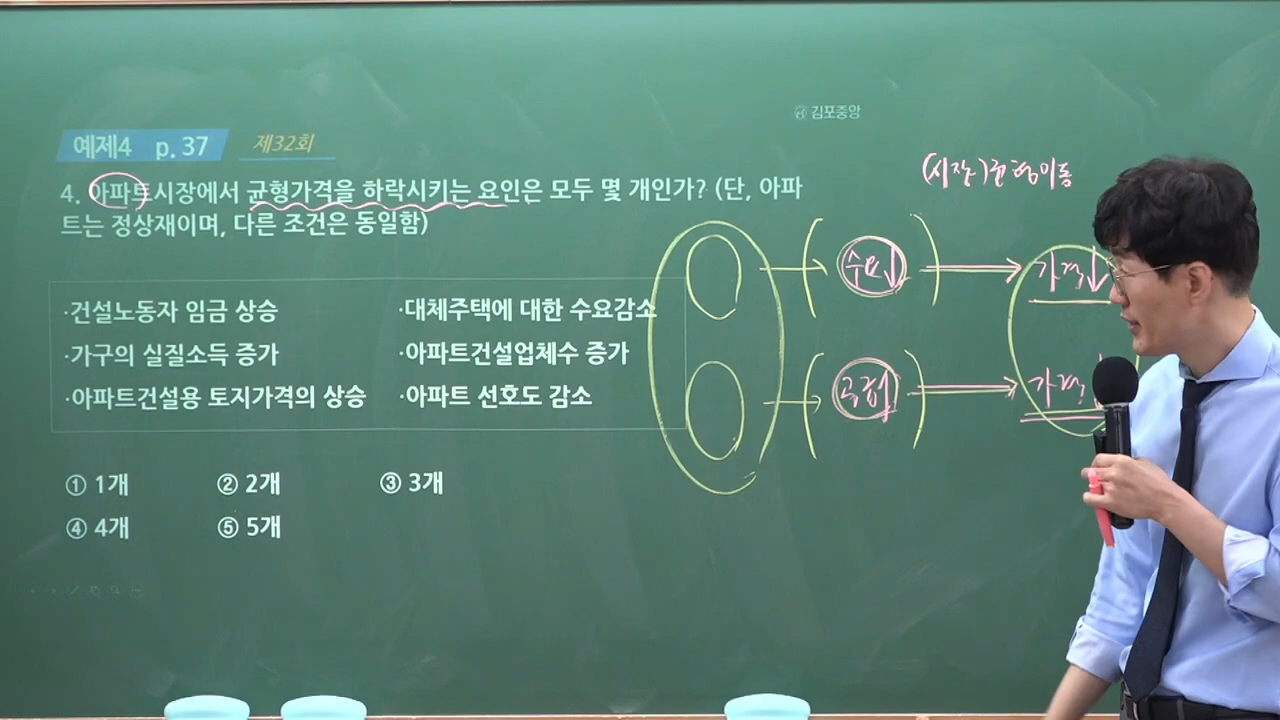 김포중앙
예제4 p. 37 제32회
(시장)균형이동
4. 아파트시장에서 균형가격을 하락시키는 요인은 모두 몇 개인가? (단, 아파
트는 정상재이며, 다른 조건은 동일함)
·건설노동자 임금 상승 ·대체주택에 대한 수요감소
·가구의 실질소득 증가 ·아파트건설업체수 증가
·아파트건설용 토지가격의 상승 ·아파트 선호도 감소
수요↓ → 가격↓
공급↑ → 가격↓
① 1개 ② 2개 ③ 3개
④ 4개 ⑤ 5개